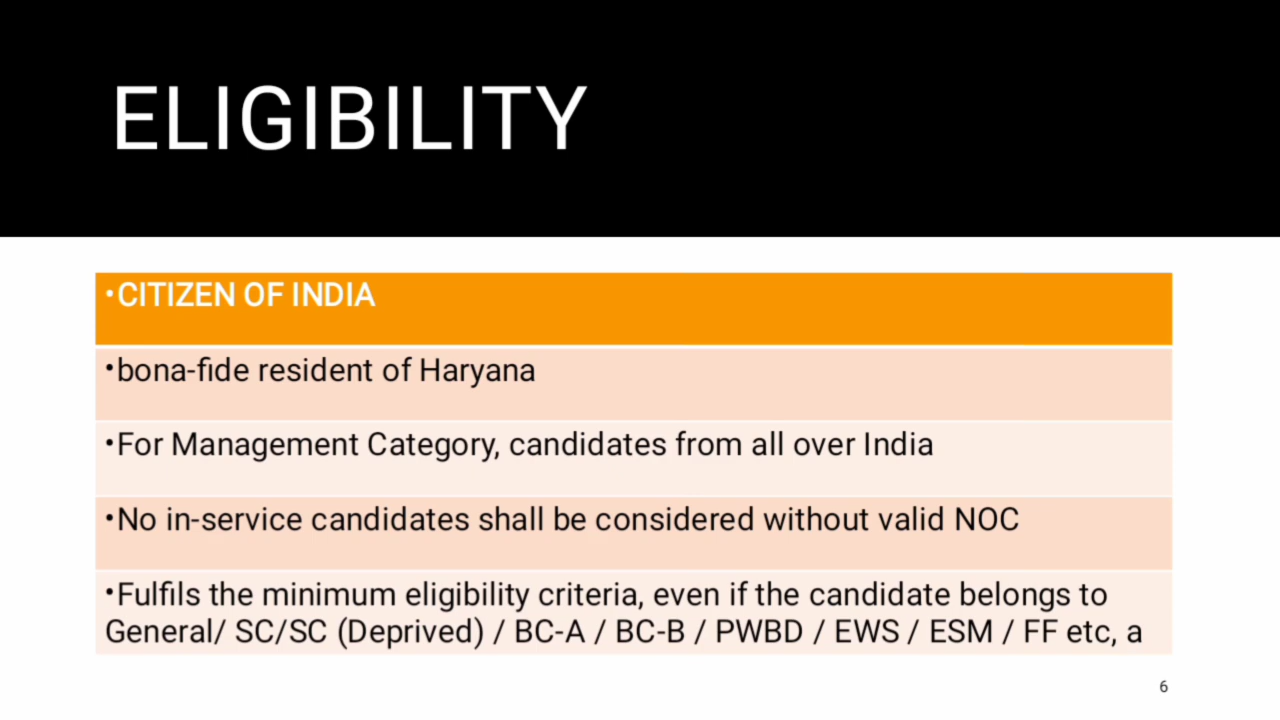 ELIGIBILITY
•CITIZEN OF INDIA
•bona-fide resident of Haryana
•For Management Category, candidates from all over India
•No in-service candidates shall be considered without valid NOC
•Fulfils the minimum eligibility criteria, even if the candidate belongs to
General/ SC/SC (Deprived) / BC-A / BC-B / PWBD / EWS / ESM / FF etc, a
6